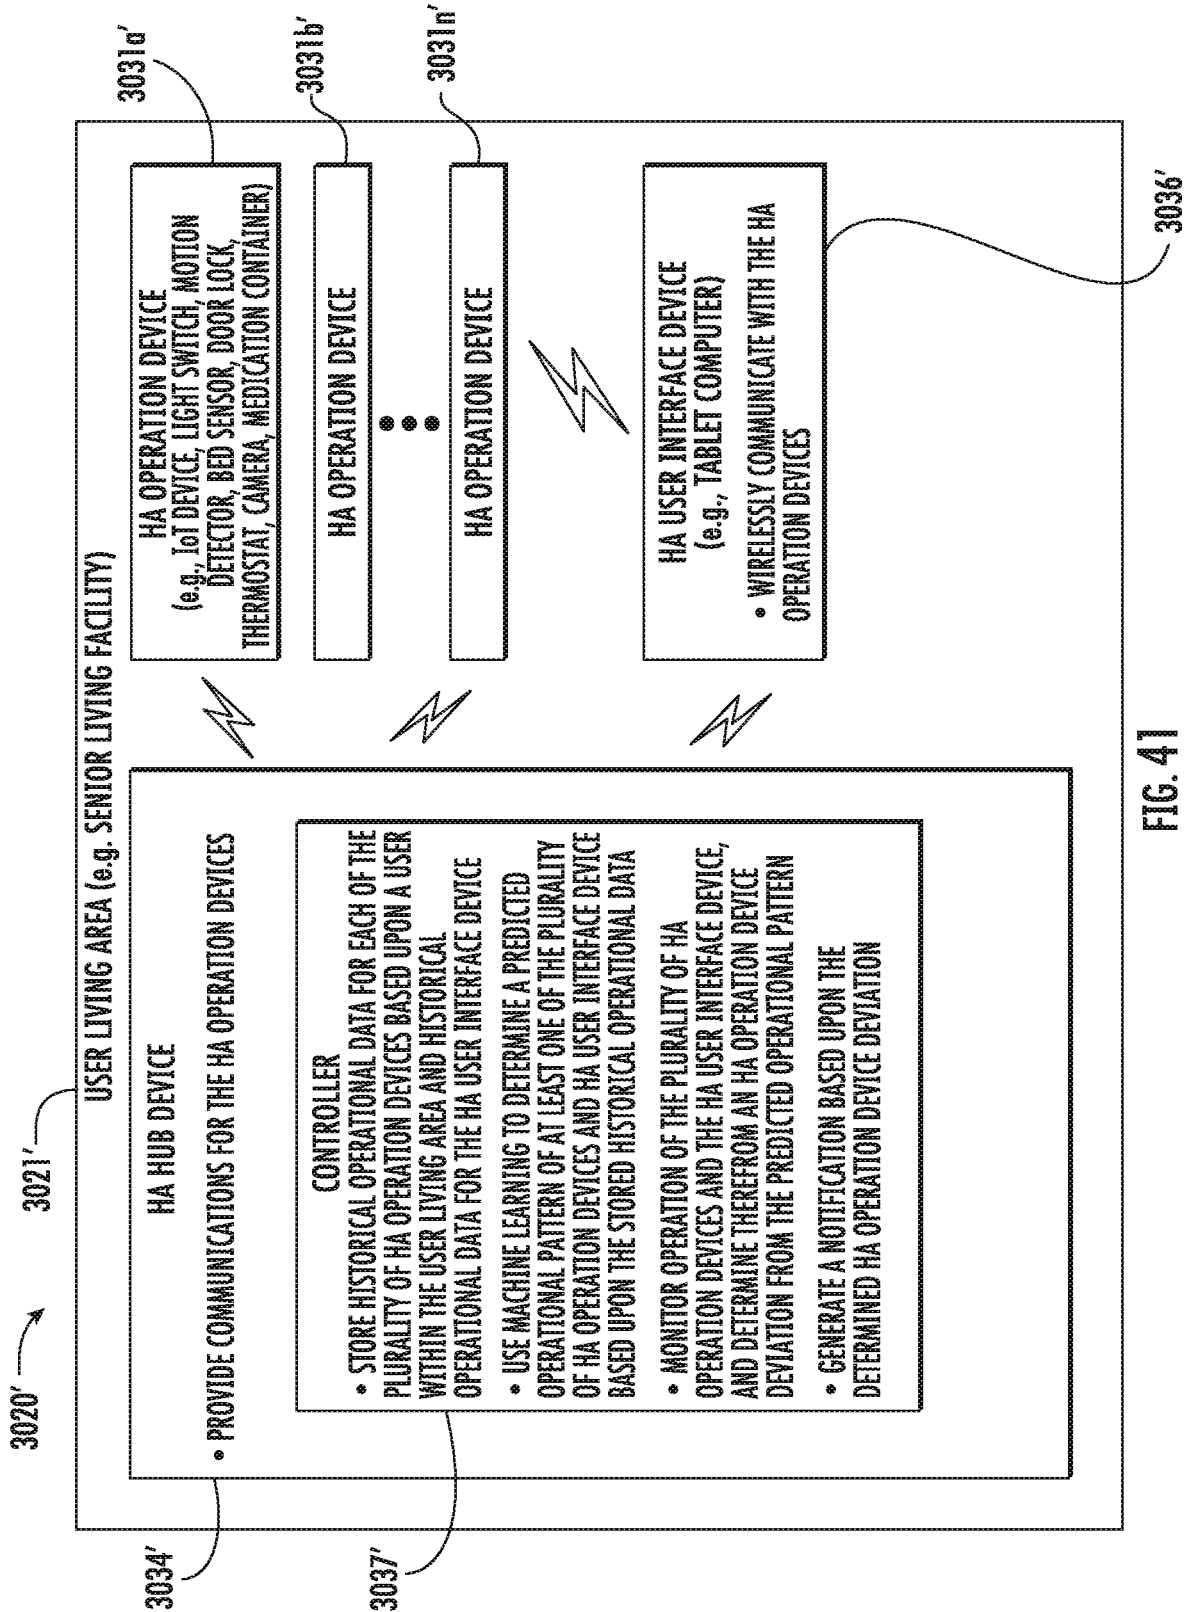 3020'
3021'
USER LIVING AREA (e.g. SENIOR LIVING FACILITY)
3034'
HA HUB DEVICE
• PROVIDE COMMUNICATIONS FOR THE HA OPERATION DEVICES
3037'
CONTROLLER
• STORE HISTORICAL OPERATIONAL DATA FOR EACH OF THE
PLURALITY OF HA OPERATION DEVICES BASED UPON A USER
WITHIN THE USER LIVING AREA AND HISTORICAL
OPERATIONAL DATA FOR THE HA USER INTERFACE DEVICE
• USE MACHINE LEARNING TO DETERMINE A PREDICTED
OPERATIONAL PATTERN OF AT LEAST ONE OF THE PLURALITY
OF HA OPERATION DEVICES AND HA USER INTERFACE DEVICE
BASED UPON THE STORED HISTORICAL OPERATIONAL DATA
• MONITOR OPERATION OF THE PLURALITY OF HA
OPERATION DEVICES AND THE HA USER INTERFACE DEVICE,
AND DETERMINE THEREFROM AN HA OPERATION DEVICE
DEVIATION FROM THE PREDICTED OPERATIONAL PATTERN
• GENERATE A NOTIFICATION BASED UPON THE
DETERMINED HA OPERATION DEVICE DEVIATION
3031a'
HA OPERATION DEVICE
(e.g., IoT DEVICE, LIGHT SWITCH, MOTION
DETECTOR, BED SENSOR, DOOR LOCK,
THERMOSTAT, CAMERA, MEDICATION CONTAINER)
3031b'
HA OPERATION DEVICE
3031n'
HA OPERATION DEVICE
HA USER INTERFACE DEVICE
(e.g., TABLET COMPUTER)
• WIRELESSLY COMMUNICATE WITH THE HA
OPERATION DEVICES
3036'
FIG. 41